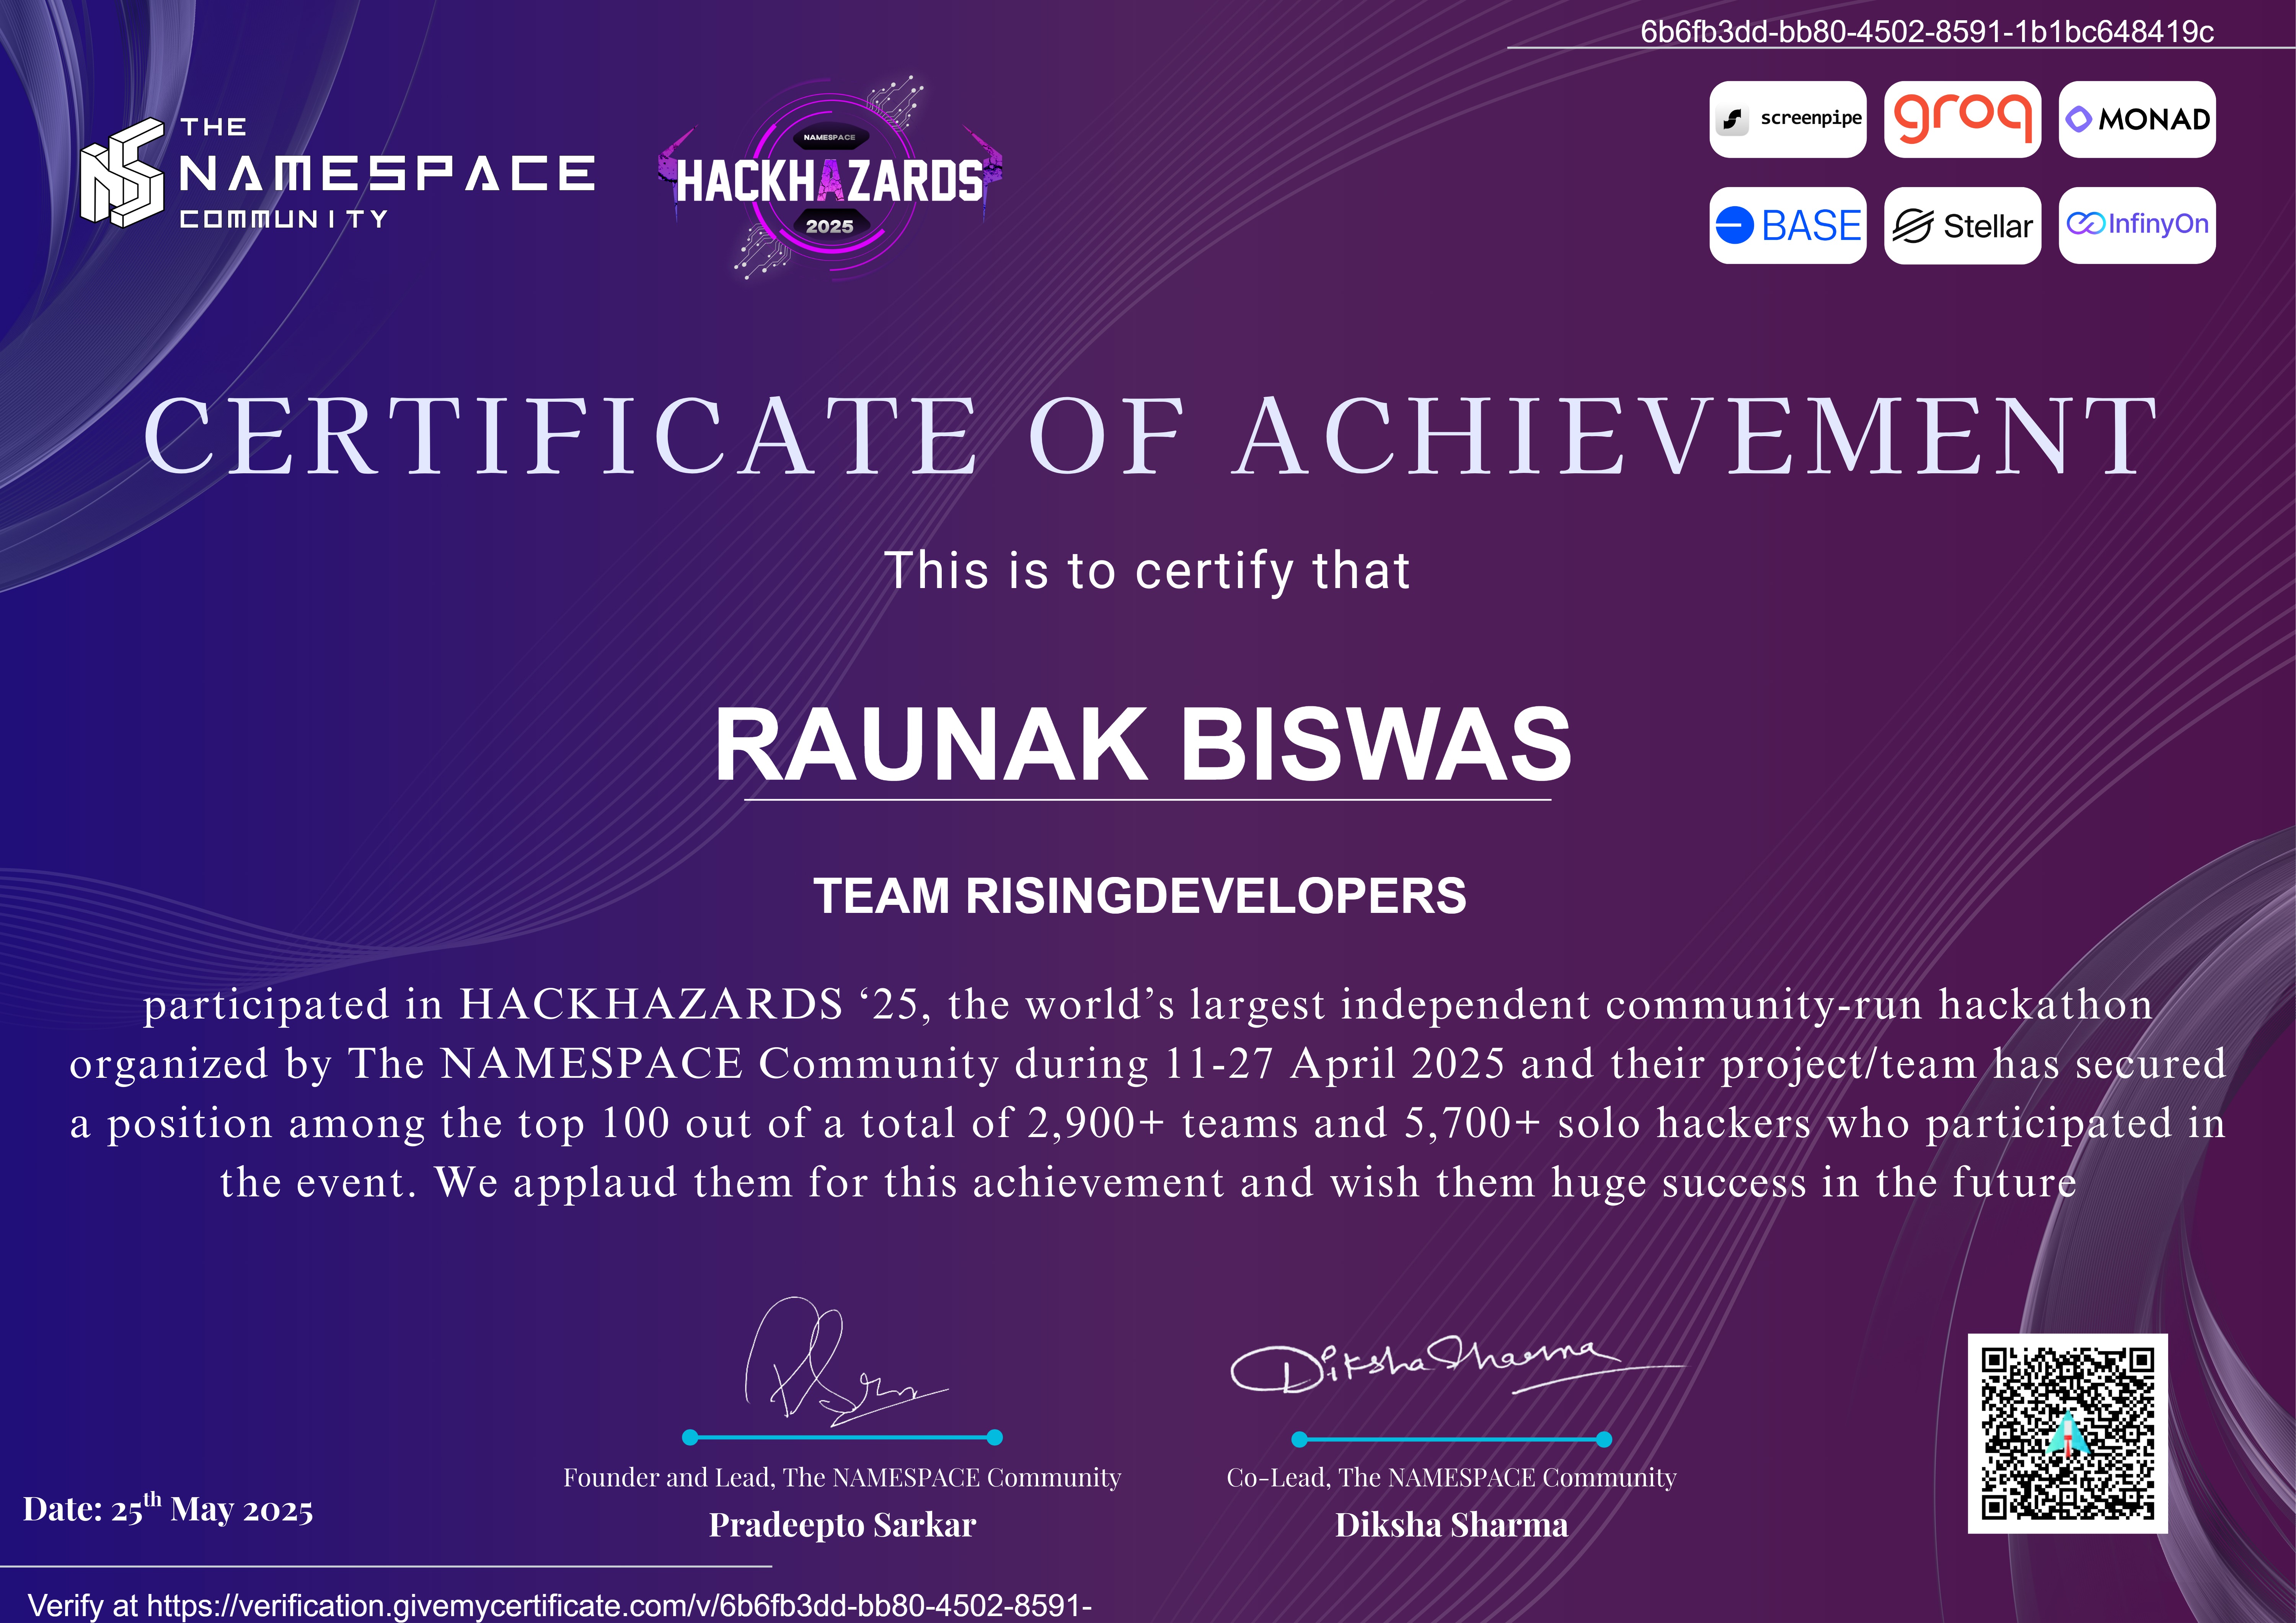 6b6fb3dd-bb80-4502-8591-1b1bc648419c
THE
NAMESPACE
COMMUNITY
NAMESPACE
HACKHAZARDS
2025
screenpipe
groq
MONAD
BASE
Stellar
InfinyOn
CERTIFICATE OF ACHIEVEMENT
This is to certify that
RAUNAK BISWAS
TEAM RISINGDEVELOPERS
participated in HACKHAZARDS ‘25, the world’s largest independent community-run hackathon
organized by The NAMESPACE Community during 11-27 April 2025 and their project/team has secured
a position among the top 100 out of a total of 2,900+ teams and 5,700+ solo hackers who participated in
the event. We applaud them for this achievement and wish them huge success in the future
Diksha Sharma
Founder and Lead, The NAMESPACE Community
Pradeepto Sarkar
Co-Lead, The NAMESPACE Community
Diksha Sharma
Date: 25th May 2025
Verify at https://verification.givemycertificate.com/v/6b6fb3dd-bb80-4502-8591-